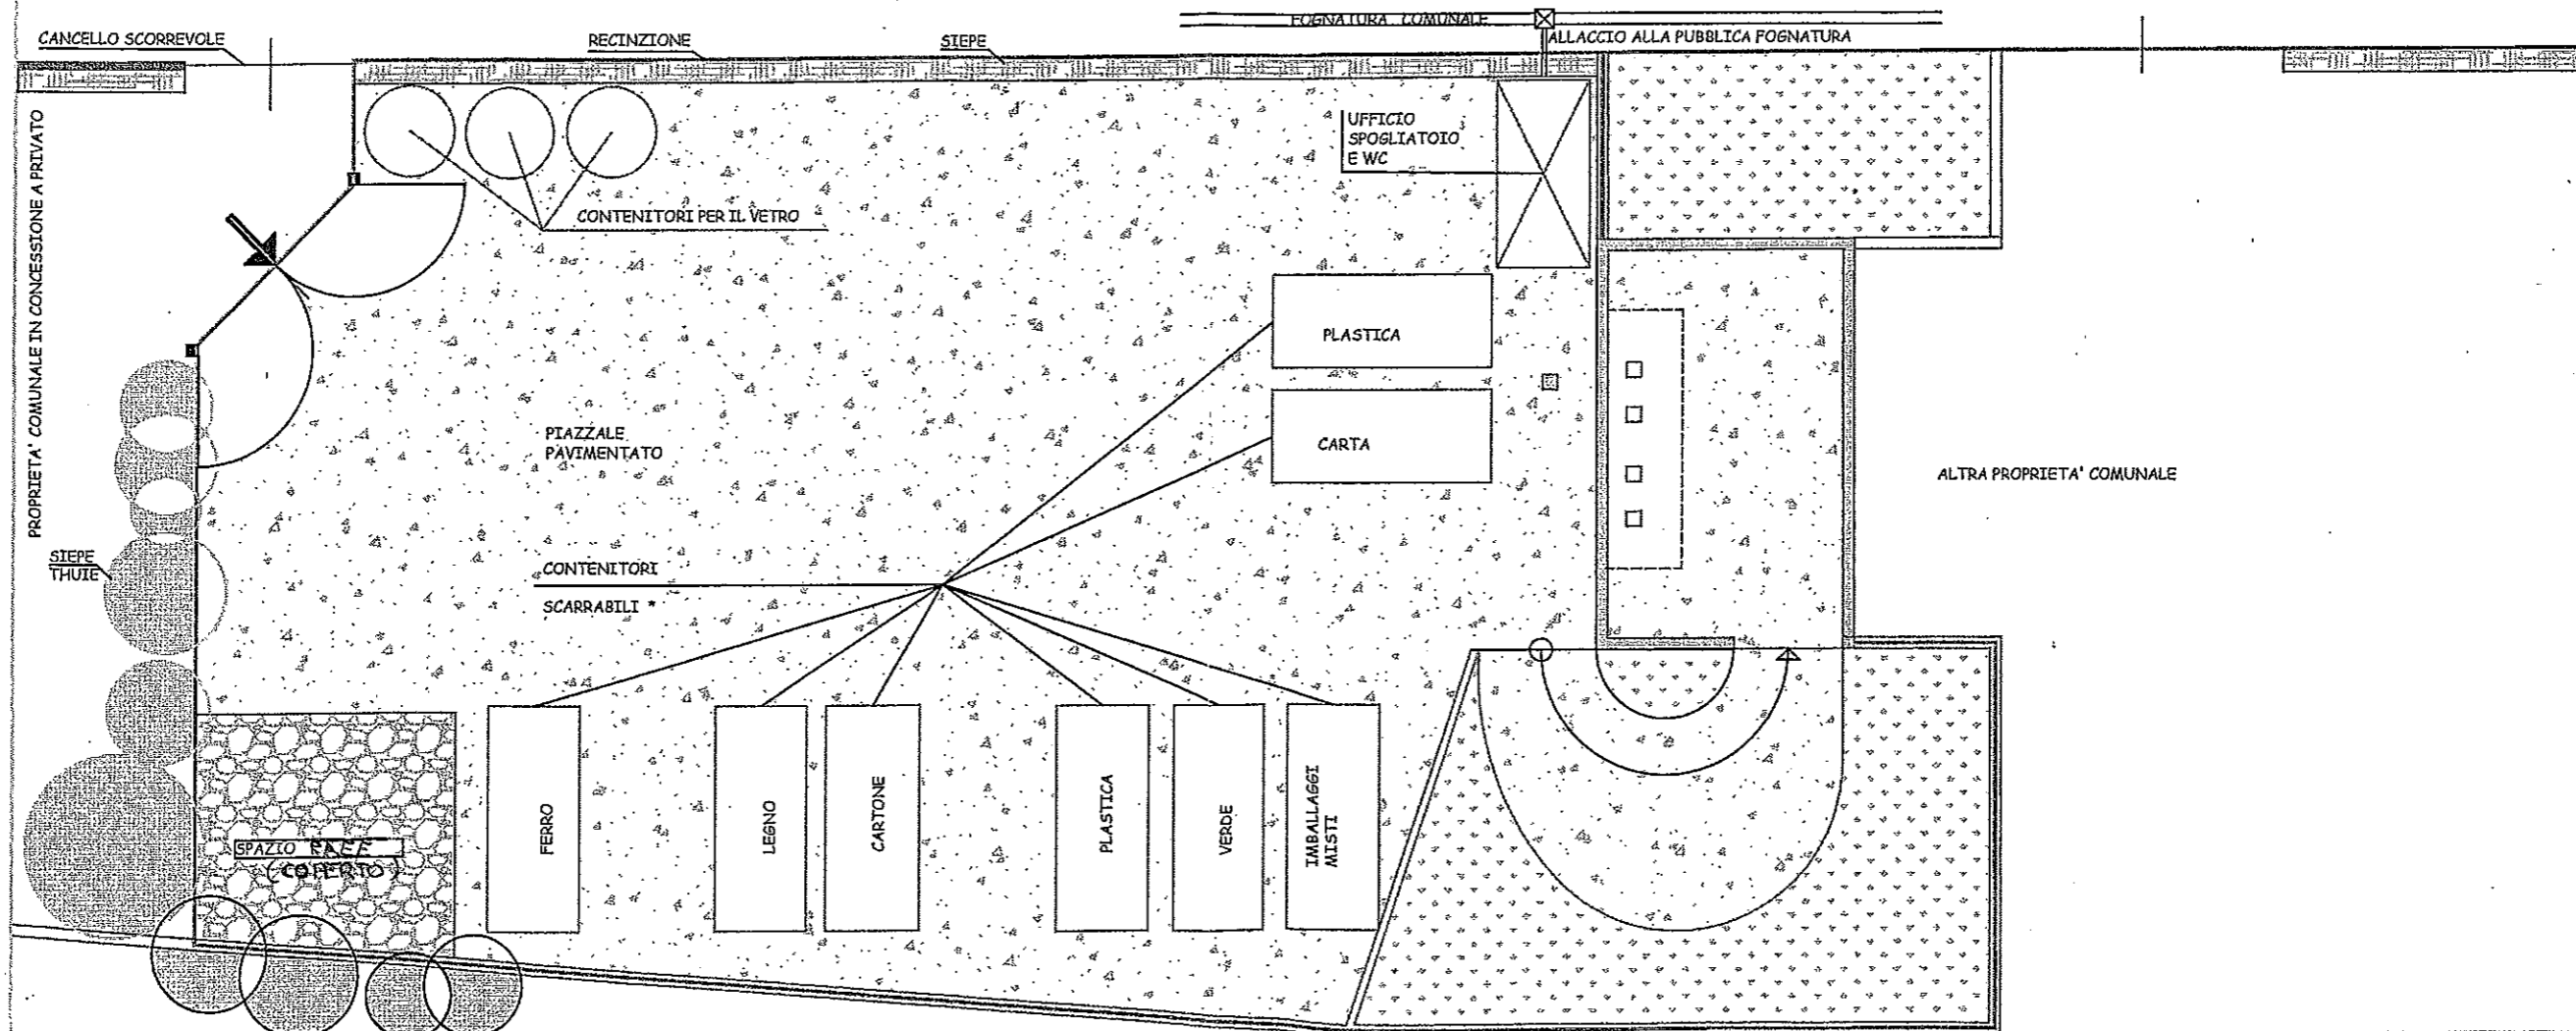 FOGNATURA COMUNALE
CANCELLO SCORREVOLE
RECINZIONE
SIEPE
ALLACCIO ALLA PUBBLICA FOGNATURA
PROPRIETA' COMUNALE IN CONCESSIONE A PRIVATO
UFFICIO
SPOGLIATOIO
E WC
CONTENITORI PER IL VETRO
PLASTICA
PIAZZALE
PAVIMENTATO
CARTA
ALTRA PROPRIETA' COMUNALE
SIEPE
THUIE
CONTENITORI
SCARRABILI *
FERRO
LEGNO
CARTONE
PLASTICA
VERDE
IMBALLAGGI
MISTI
SPAZIO RAEE
(COPERTO)